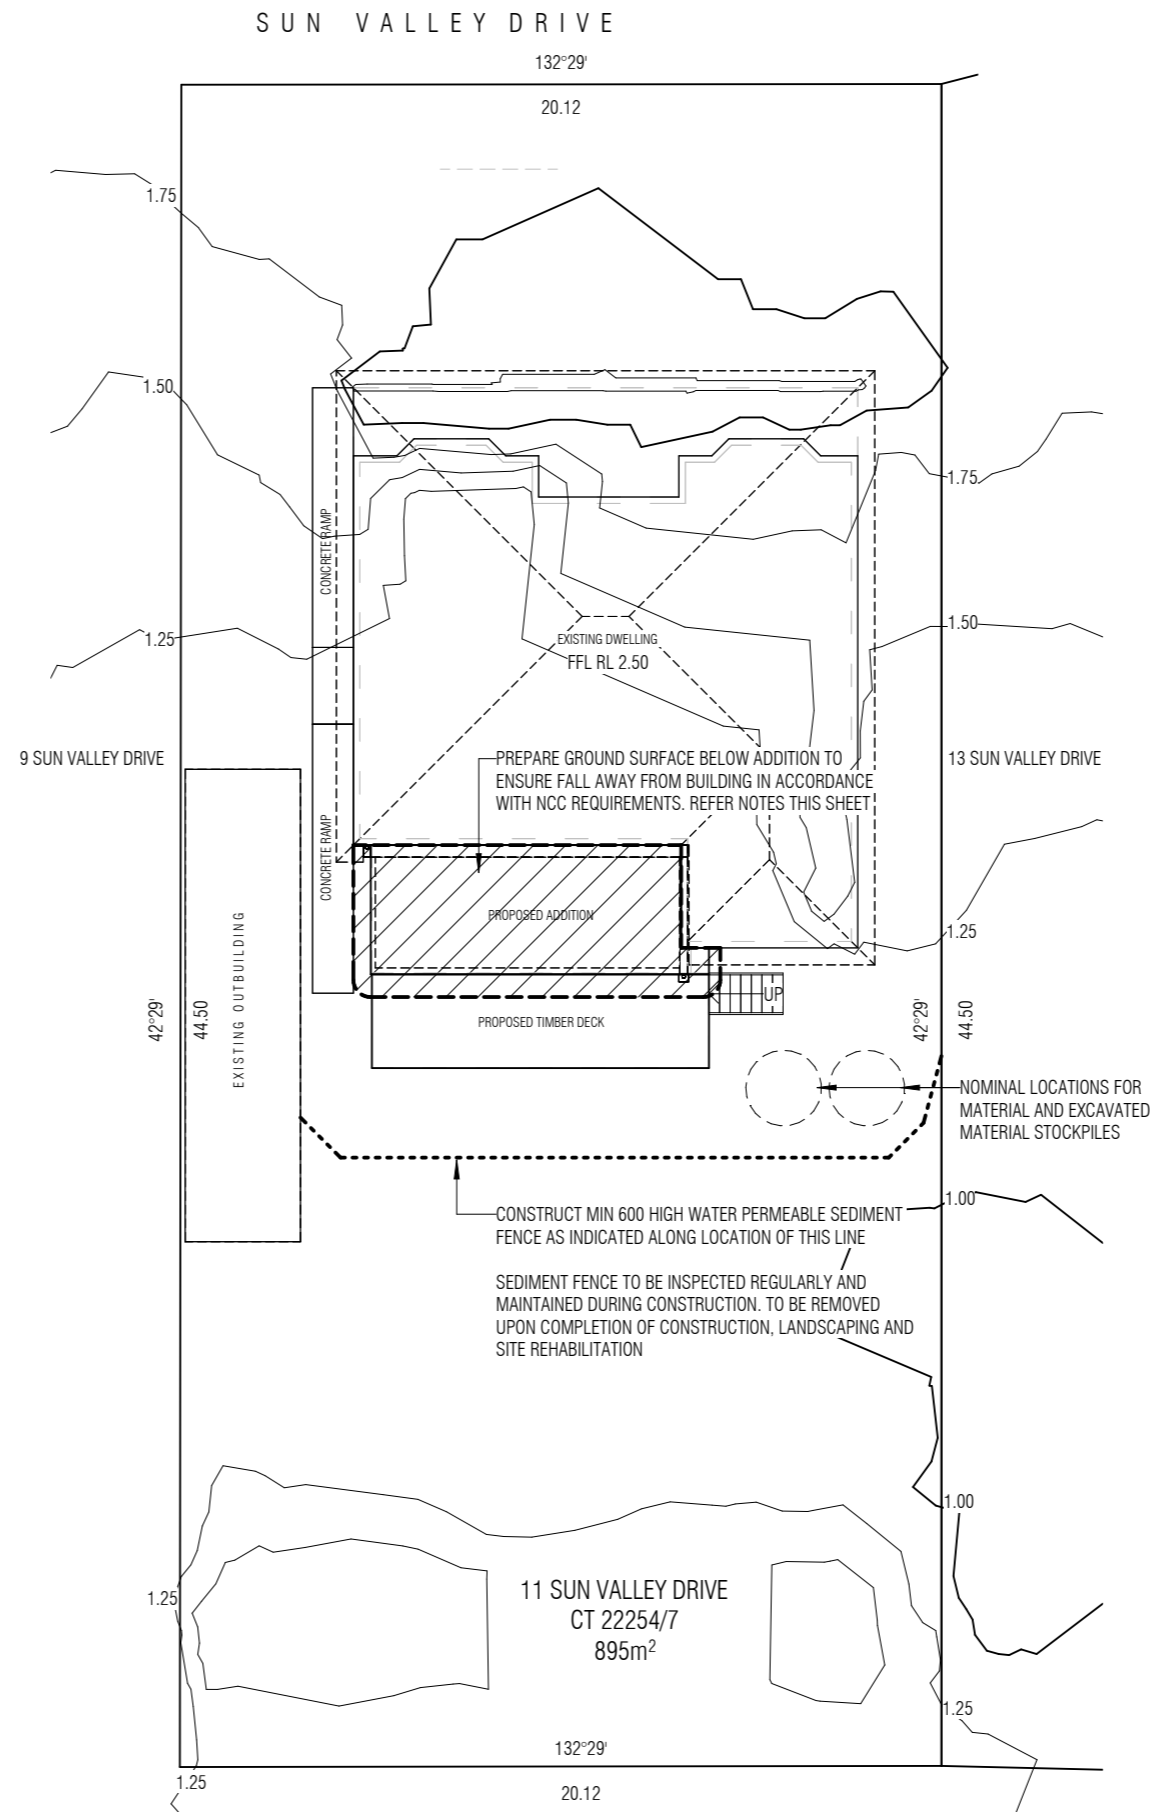 SUN VALLEY DRIVE
132°29'
20.12
1.75
1.50
1.75
CONCRETE RAMP
1.25
1.50
EXISTING DWELLING
FFL RL 2.50
9 SUN VALLEY DRIVE
13 SUN VALLEY DRIVE
PREPARE GROUND SURFACE BELOW ADDITION TO
ENSURE FALL AWAY FROM BUILDING IN ACCORDANCE
WITH NCC REQUIREMENTS. REFER NOTES THIS SHEET
CONCRETE RAMP
PROPOSED ADDITION
1.25
EXISTING OUTBUILDING
42°29'
44.50
UP
PROPOSED TIMBER DECK
42°29'
44.50
NOMINAL LOCATIONS FOR
MATERIAL AND EXCAVATED
MATERIAL STOCKPILES
1.00
CONSTRUCT MIN 600 HIGH WATER PERMEABLE SEDIMENT
FENCE AS INDICATED ALONG LOCATION OF THIS LINE
SEDIMENT FENCE TO BE INSPECTED REGULARLY AND
MAINTAINED DURING CONSTRUCTION. TO BE REMOVED
UPON COMPLETION OF CONSTRUCTION, LANDSCAPING AND
SITE REHABILITATION
1.00
11 SUN VALLEY DRIVE
CT 22254/7
895m²
1.25
1.25
132°29'
1.25
20.12